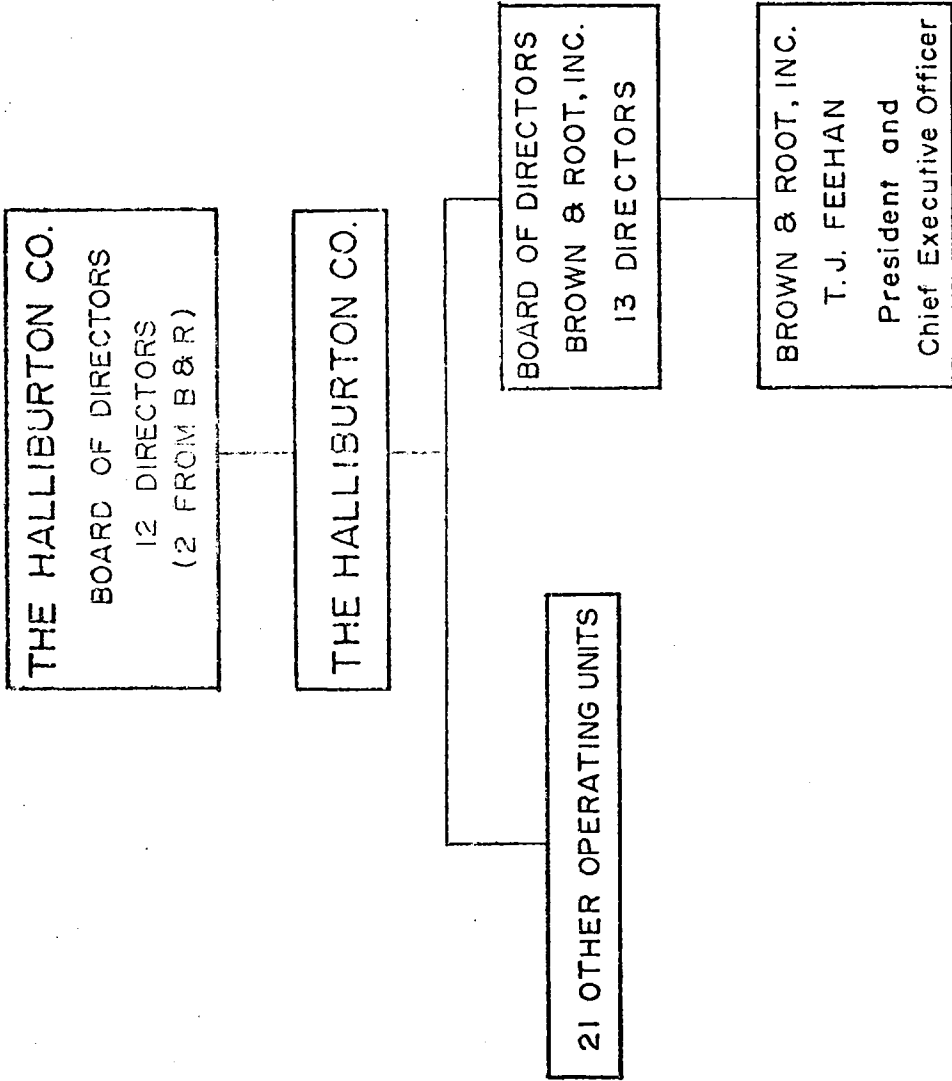 THE HALLIBURTON CO.
BOARD OF DIRECTORS
12 DIRECTORS
(2 FROM B & R)
THE HALLIBURTON CO.
21 OTHER OPERATING UNITS
BOARD OF DIRECTORS
BROWN & ROOT, INC.
13 DIRECTORS
BROWN & ROOT, INC.
T.J. FEEHAN
President and
Chief Executive Officer